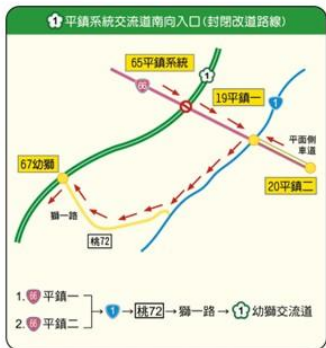 1 平鎮系統交流道南向入口(封閉改道路線)
65平鎮系統
1
66
19平鎮一
1
平面側
車道
67幼獅
20平鎮二
獅一路
桃72
1. 66 平鎮一
2. 66 平鎮二
→ 1 → 桃72 → 獅一路 → 1 幼獅交流道